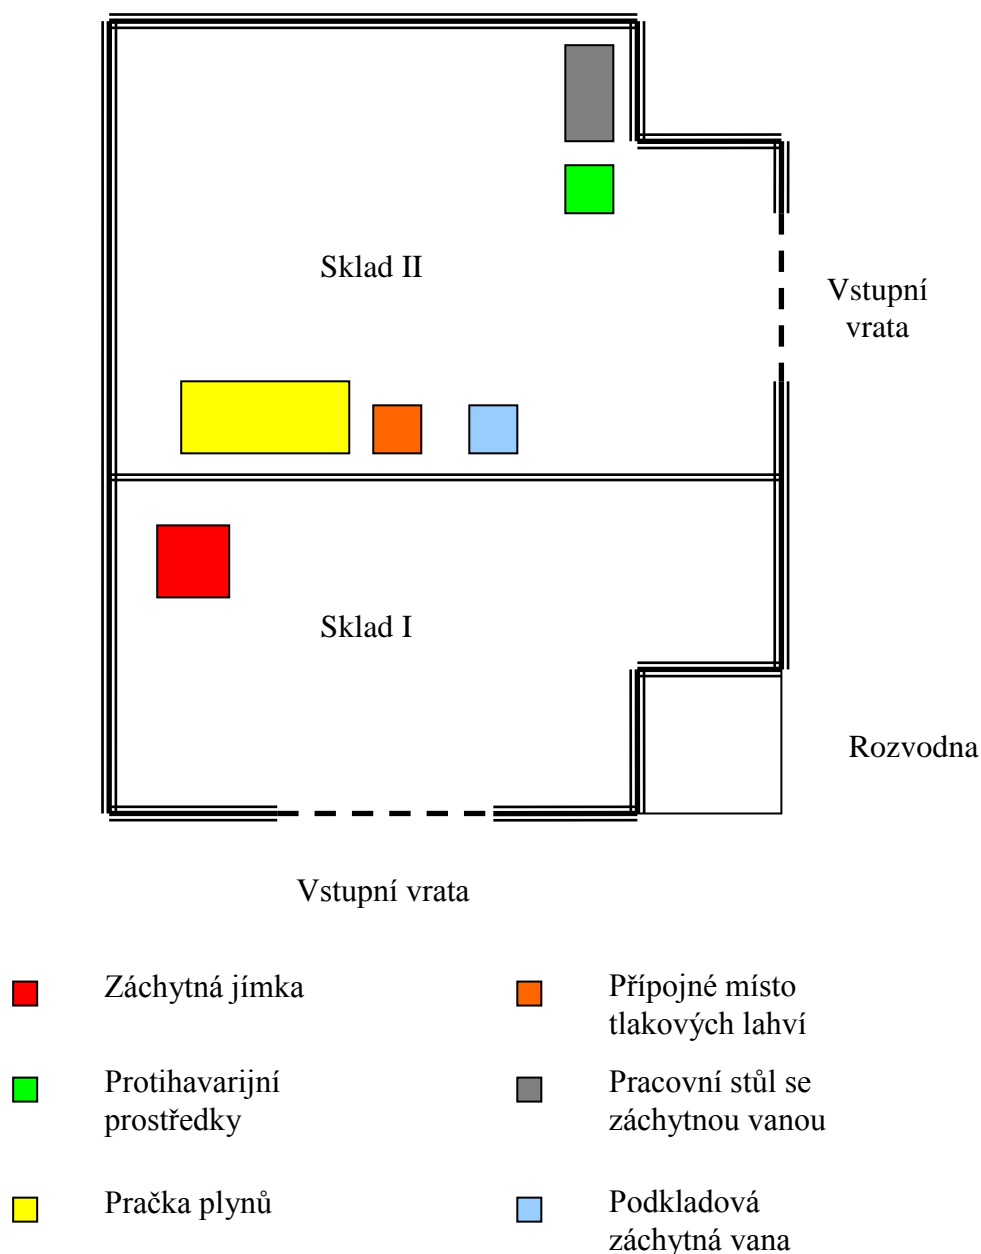 Sklad II
Vstupní
vrata
Sklad I
Rozvodna
Vstupní vrata
Záchytná jímka
Přípojné místo
tlakových lahví
Protihavarijní
prostředky
Pracovní stůl se
záchytnou vanou
Pračka plynů
Podkladová
záchytná vana